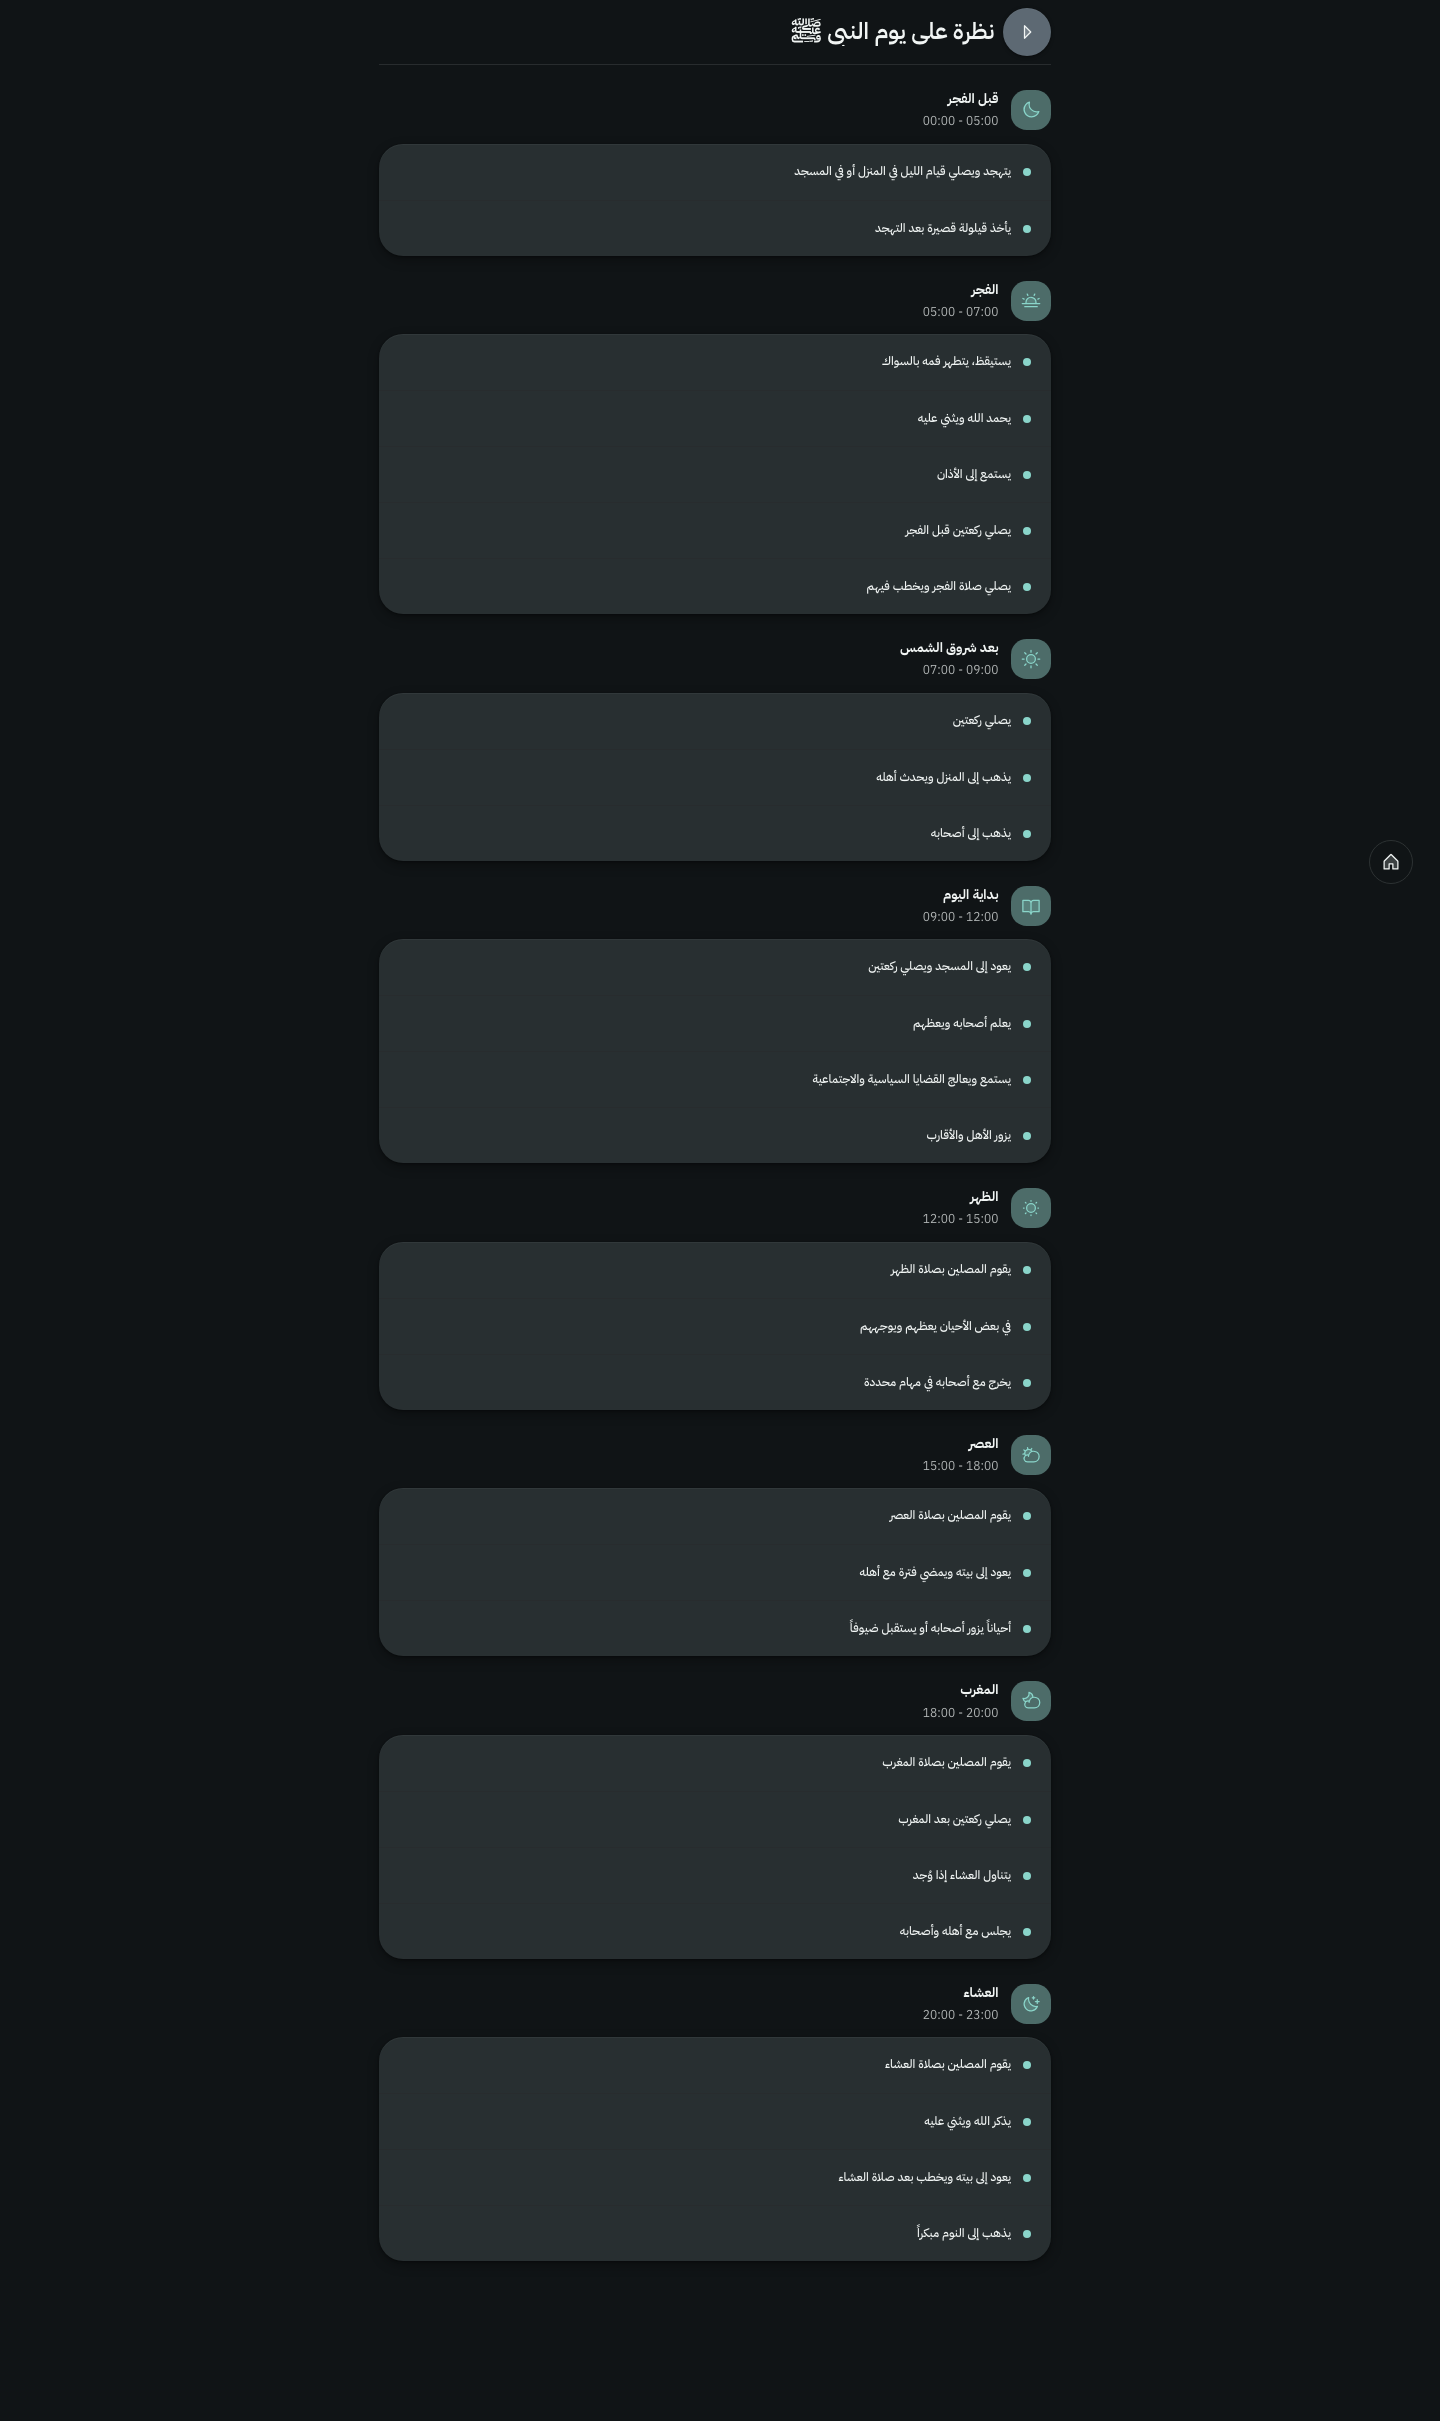 نظرة على يوم النبي ﷺ
قبل الفجر
00:00 - 05:00
يتهجد ويصلي قيام الليل في المنزل أو في المسجد
يأخذ قيلولة قصيرة بعد التهجد
الفجر
05:00 - 07:00
يستيقظ، يتطهر فمه بالسواك
يحمد الله ويثني عليه
يستمع إلى الأذان
يصلي ركعتين قبل الفجر
يصلي صلاة الفجر ويخطب فيهم
بعد شروق الشمس
07:00 - 09:00
يصلي ركعتين
يذهب إلى المنزل ويحدث أهله
يذهب إلى أصحابه
بداية اليوم
09:00 - 12:00
يعود إلى المسجد ويصلي ركعتين
يعلم أصحابه ويعظهم
يستمع ويعالج القضايا السياسية والاجتماعية
يزور الأهل والأقارب
الظهر
12:00 - 15:00
يقوم المصلين بصلاة الظهر
في بعض الأحيان يعظهم ويوجههم
يخرج مع أصحابه في مهام محددة
العصر
15:00 - 18:00
يقوم المصلين بصلاة العصر
يعود إلى بيته ويمضي فترة مع أهله
أحياناً يزور أصحابه أو يستقبل ضيوفاً
المغرب
18:00 - 20:00
يقوم المصلين بصلاة المغرب
يصلي ركعتين بعد المغرب
يتناول العشاء إذا وُجد
يجلس مع أهله وأصحابه
العشاء
20:00 - 23:00
يقوم المصلين بصلاة العشاء
يذكر الله ويثني عليه
يعود إلى بيته ويخطب بعد صلاة العشاء
يذهب إلى النوم مبكراً